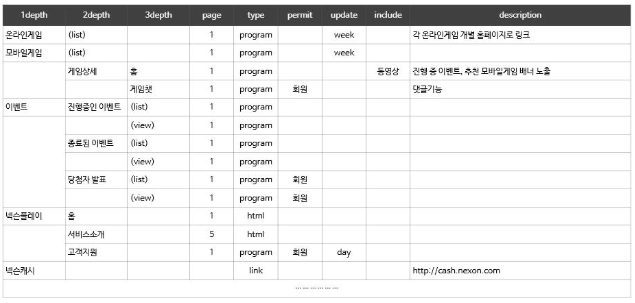 1depth 2depth 3depth page type permit update include description
온라인게임 (list) 1 program week 각 온라인게임 개별 홈페이지로 링크
모바일게임 (list) 1 program week
게임상세 홈 1 program 동영상 진행 중 이벤트, 추천 모바일게임 배너 노출
게임챗 1 program 회원 댓글기능
이벤트 진행중인 이벤트 (list) 1 program
(view) 1 program
종료된 이벤트 (list) 1 program
(view) 1 program
당첨자 발표 (list) 1 program 회원
(view) 1 program 회원
넥슨플레이 홈 1 html
서비스소개 5 html
고객지원 1 program 회원 day
넥슨캐시 link http://cash.nexon.com
……………